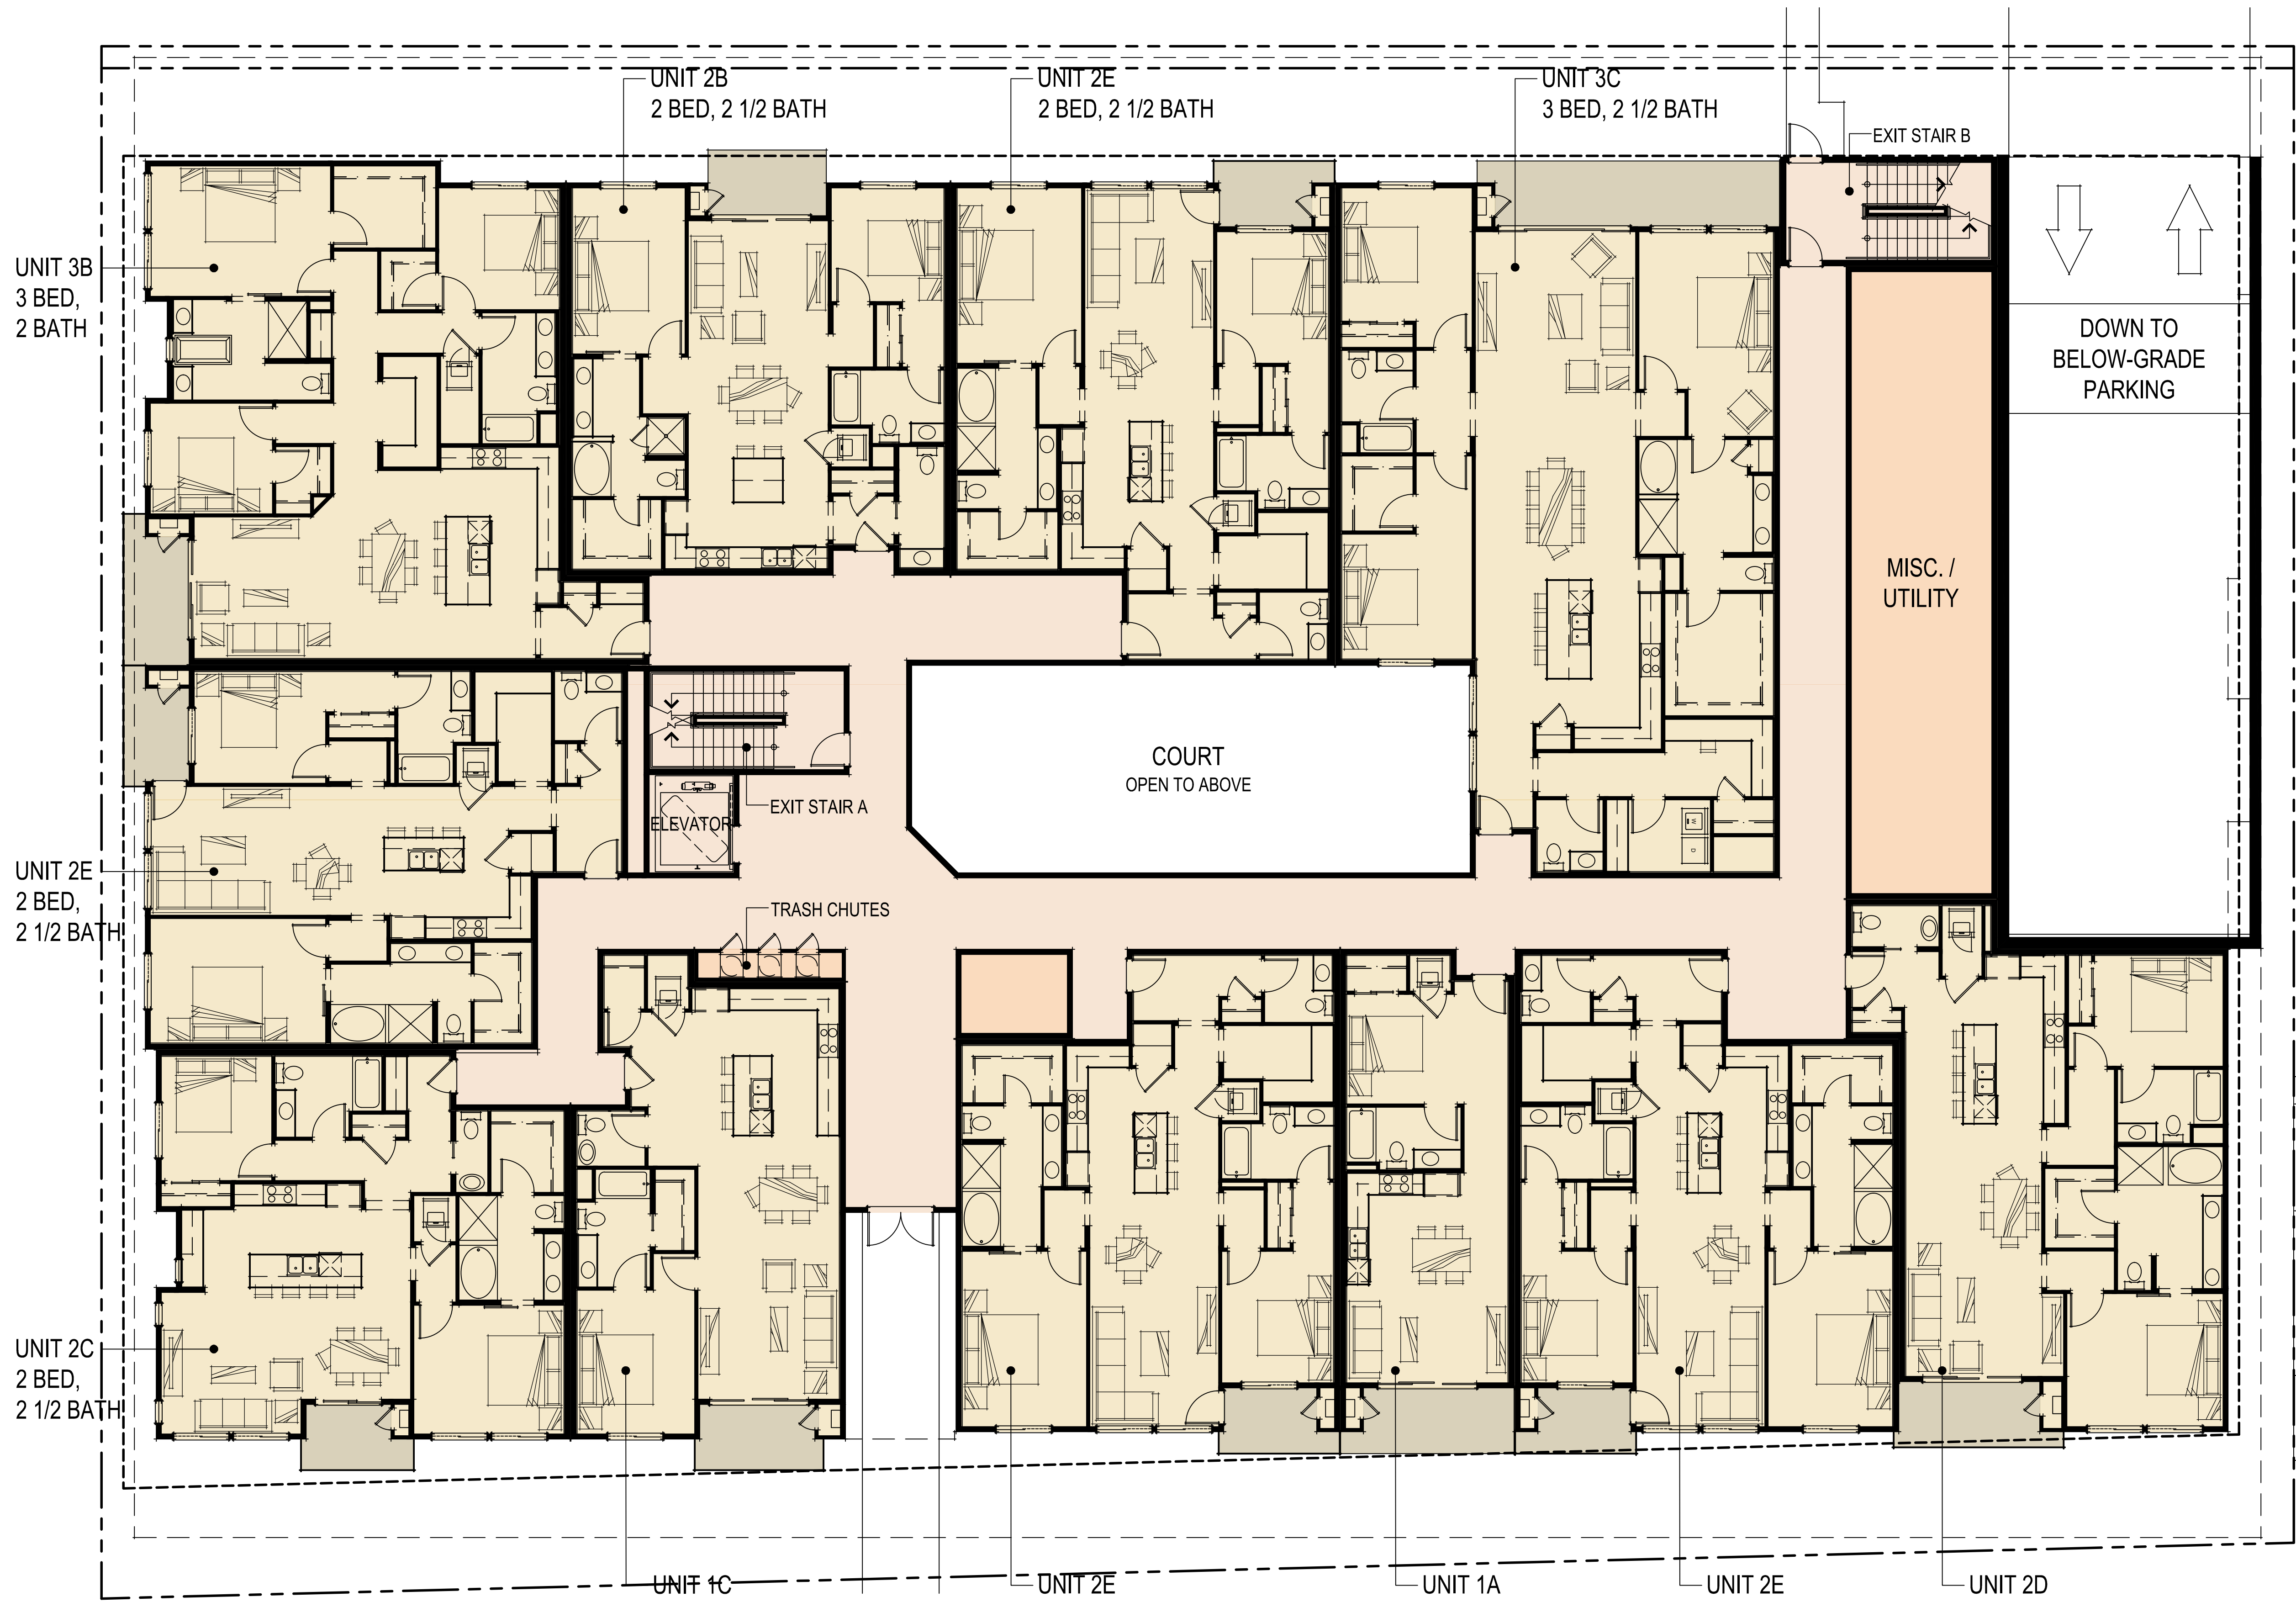 UNIT 2B
2 BED, 2 1/2 BATH
UNIT 2E
2 BED, 2 1/2 BATH
UNIT 3C
3 BED, 2 1/2 BATH
EXIT STAIR B
UNIT 3B
3 BED,
2 BATH
DOWN TO
BELOW-GRADE
PARKING
MISC. /
UTILITY
COURT
OPEN TO ABOVE
EXIT STAIR A
ELEVATOR
UNIT 2E
2 BED,
2 1/2 BATH
TRASH CHUTES
UNIT 2C
2 BED,
2 1/2 BATH
UNIT 1C
UNIT 2E
UNIT 1A
UNIT 2E
UNIT 2D